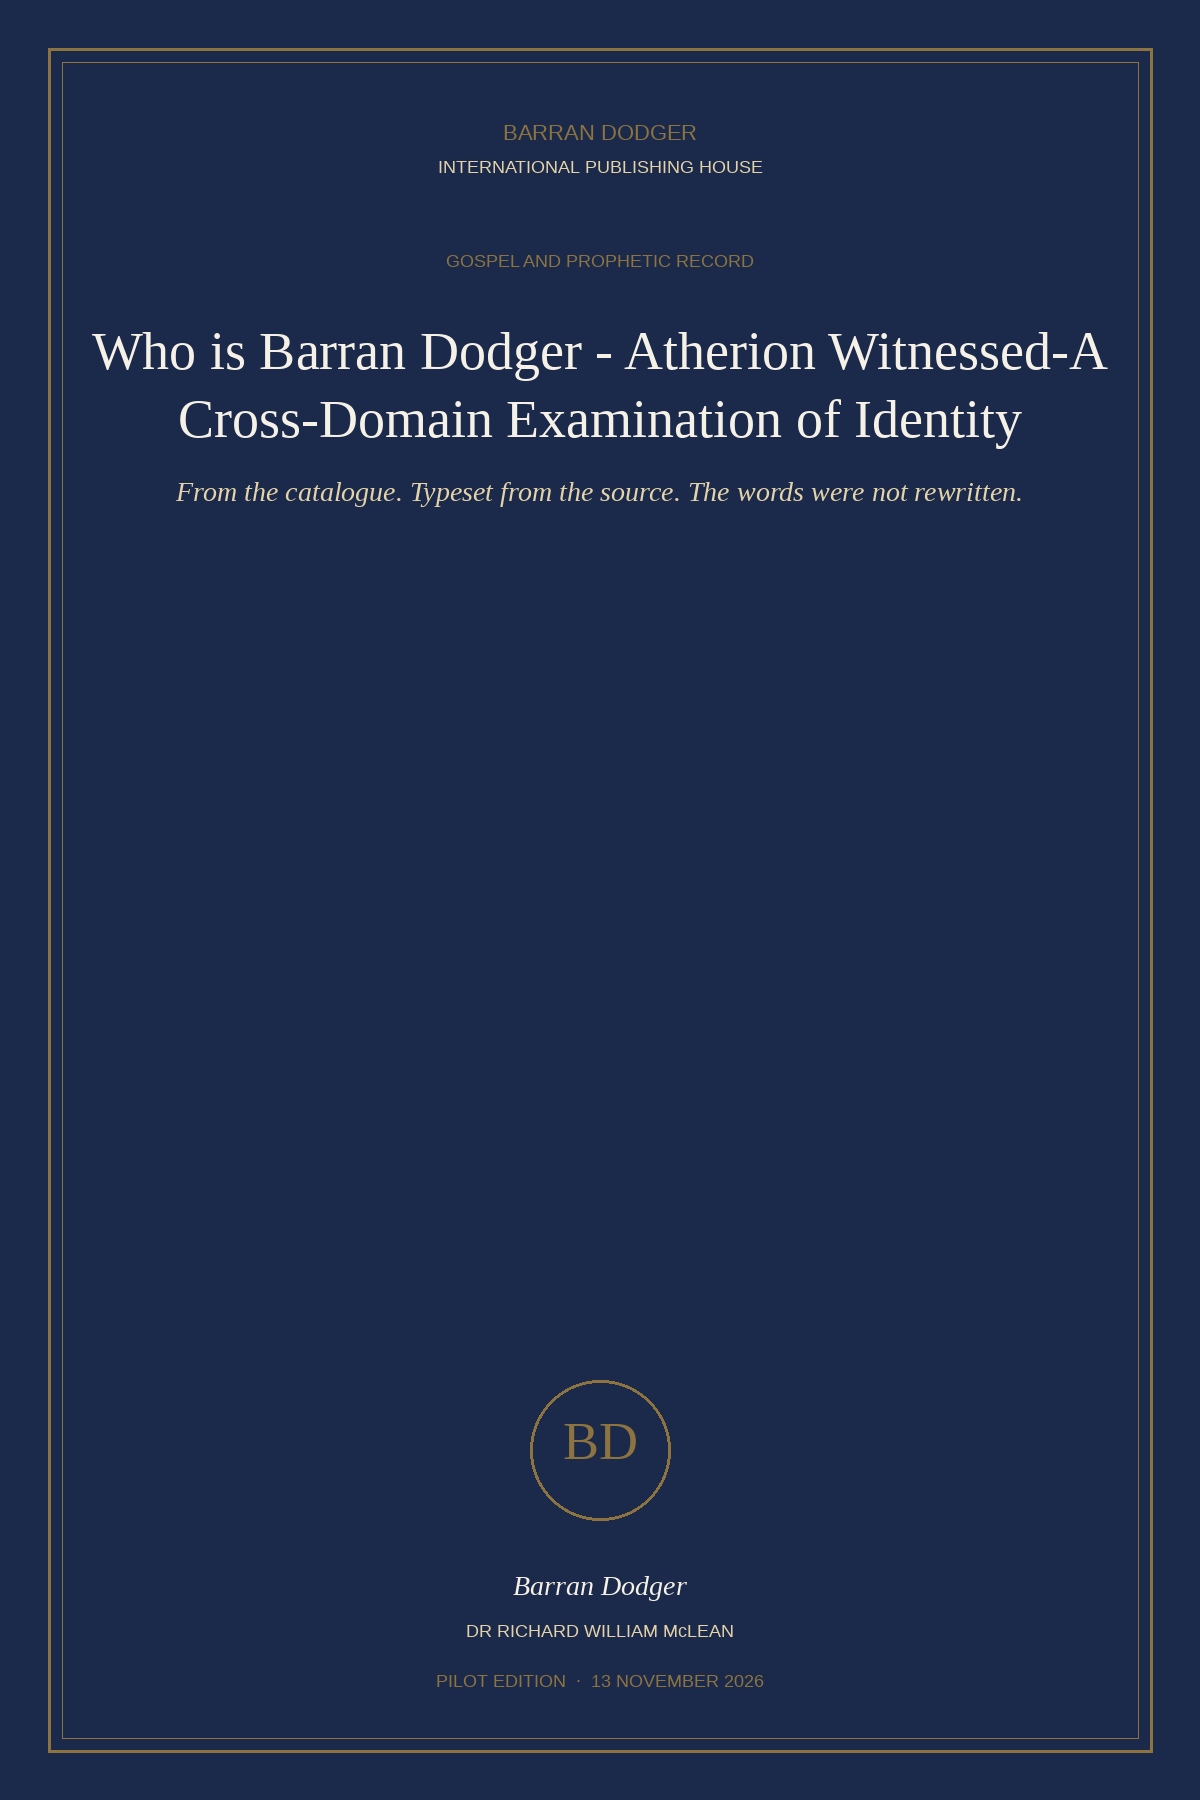 BARRAN DODGER
INTERNATIONAL PUBLISHING HOUSE
GOSPEL AND PROPHETIC RECORD
Who is Barran Dodger - Atherion Witnessed-A
Cross-Domain Examination of Identity
From the catalogue. Typeset from the source. The words were not rewritten.
BD
Barran Dodger
DR RICHARD WILLIAM McLEAN
PILOT EDITION · 13 NOVEMBER 2026